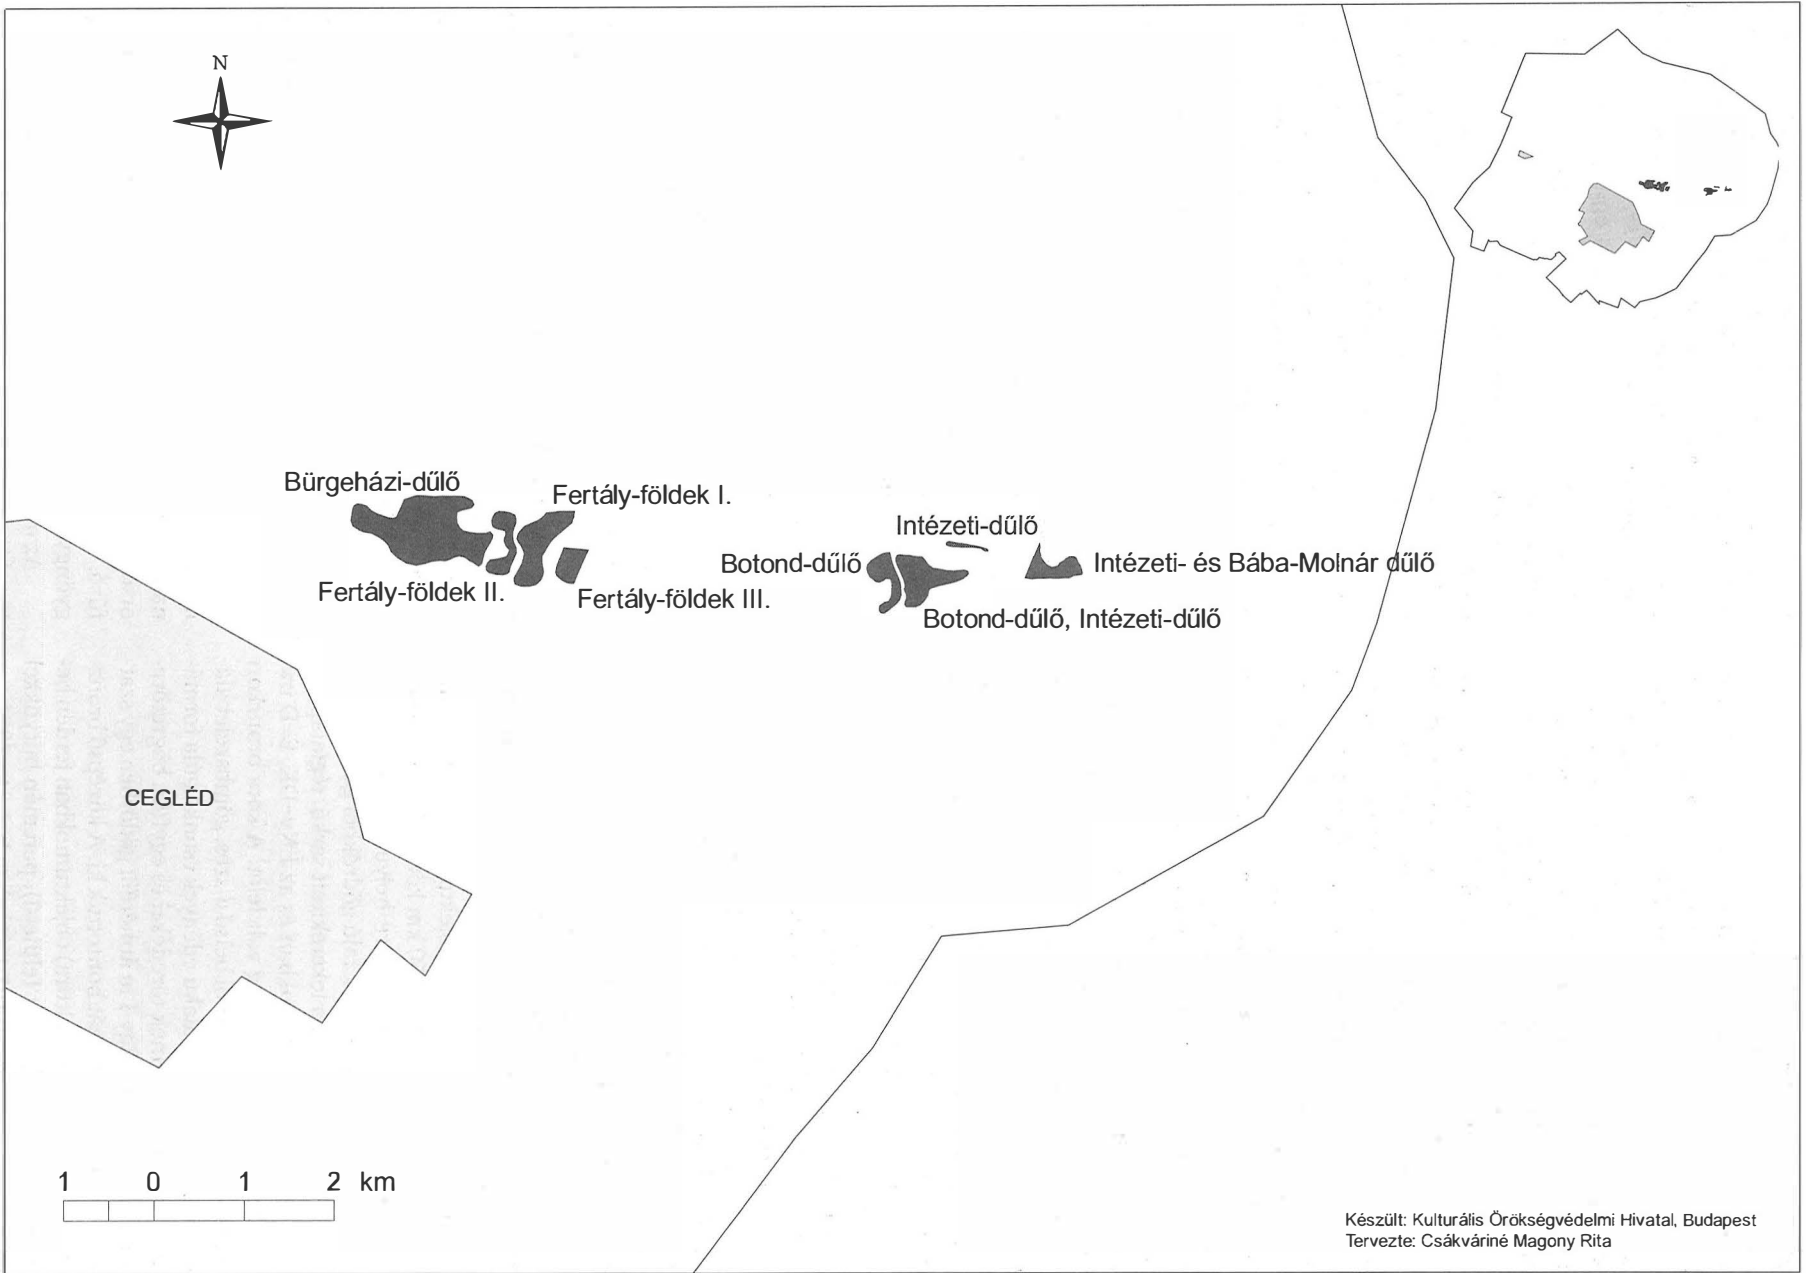 N
Bürgeházi-dűlő
Fertály-földek I.
Intézeti-dűlő
Botond-dűlő
Intézeti- és Bába-Molnár dűlő
Fertály-földek II.
Fertály-földek III.
Botond-dűlő, Intézeti-dűlő
CEGLÉD
1 0 1 2 km
Készült: Kulturális Örökségvédelmi Hivatal, Budapest
Tervezte: Csákváriné Magony Rita